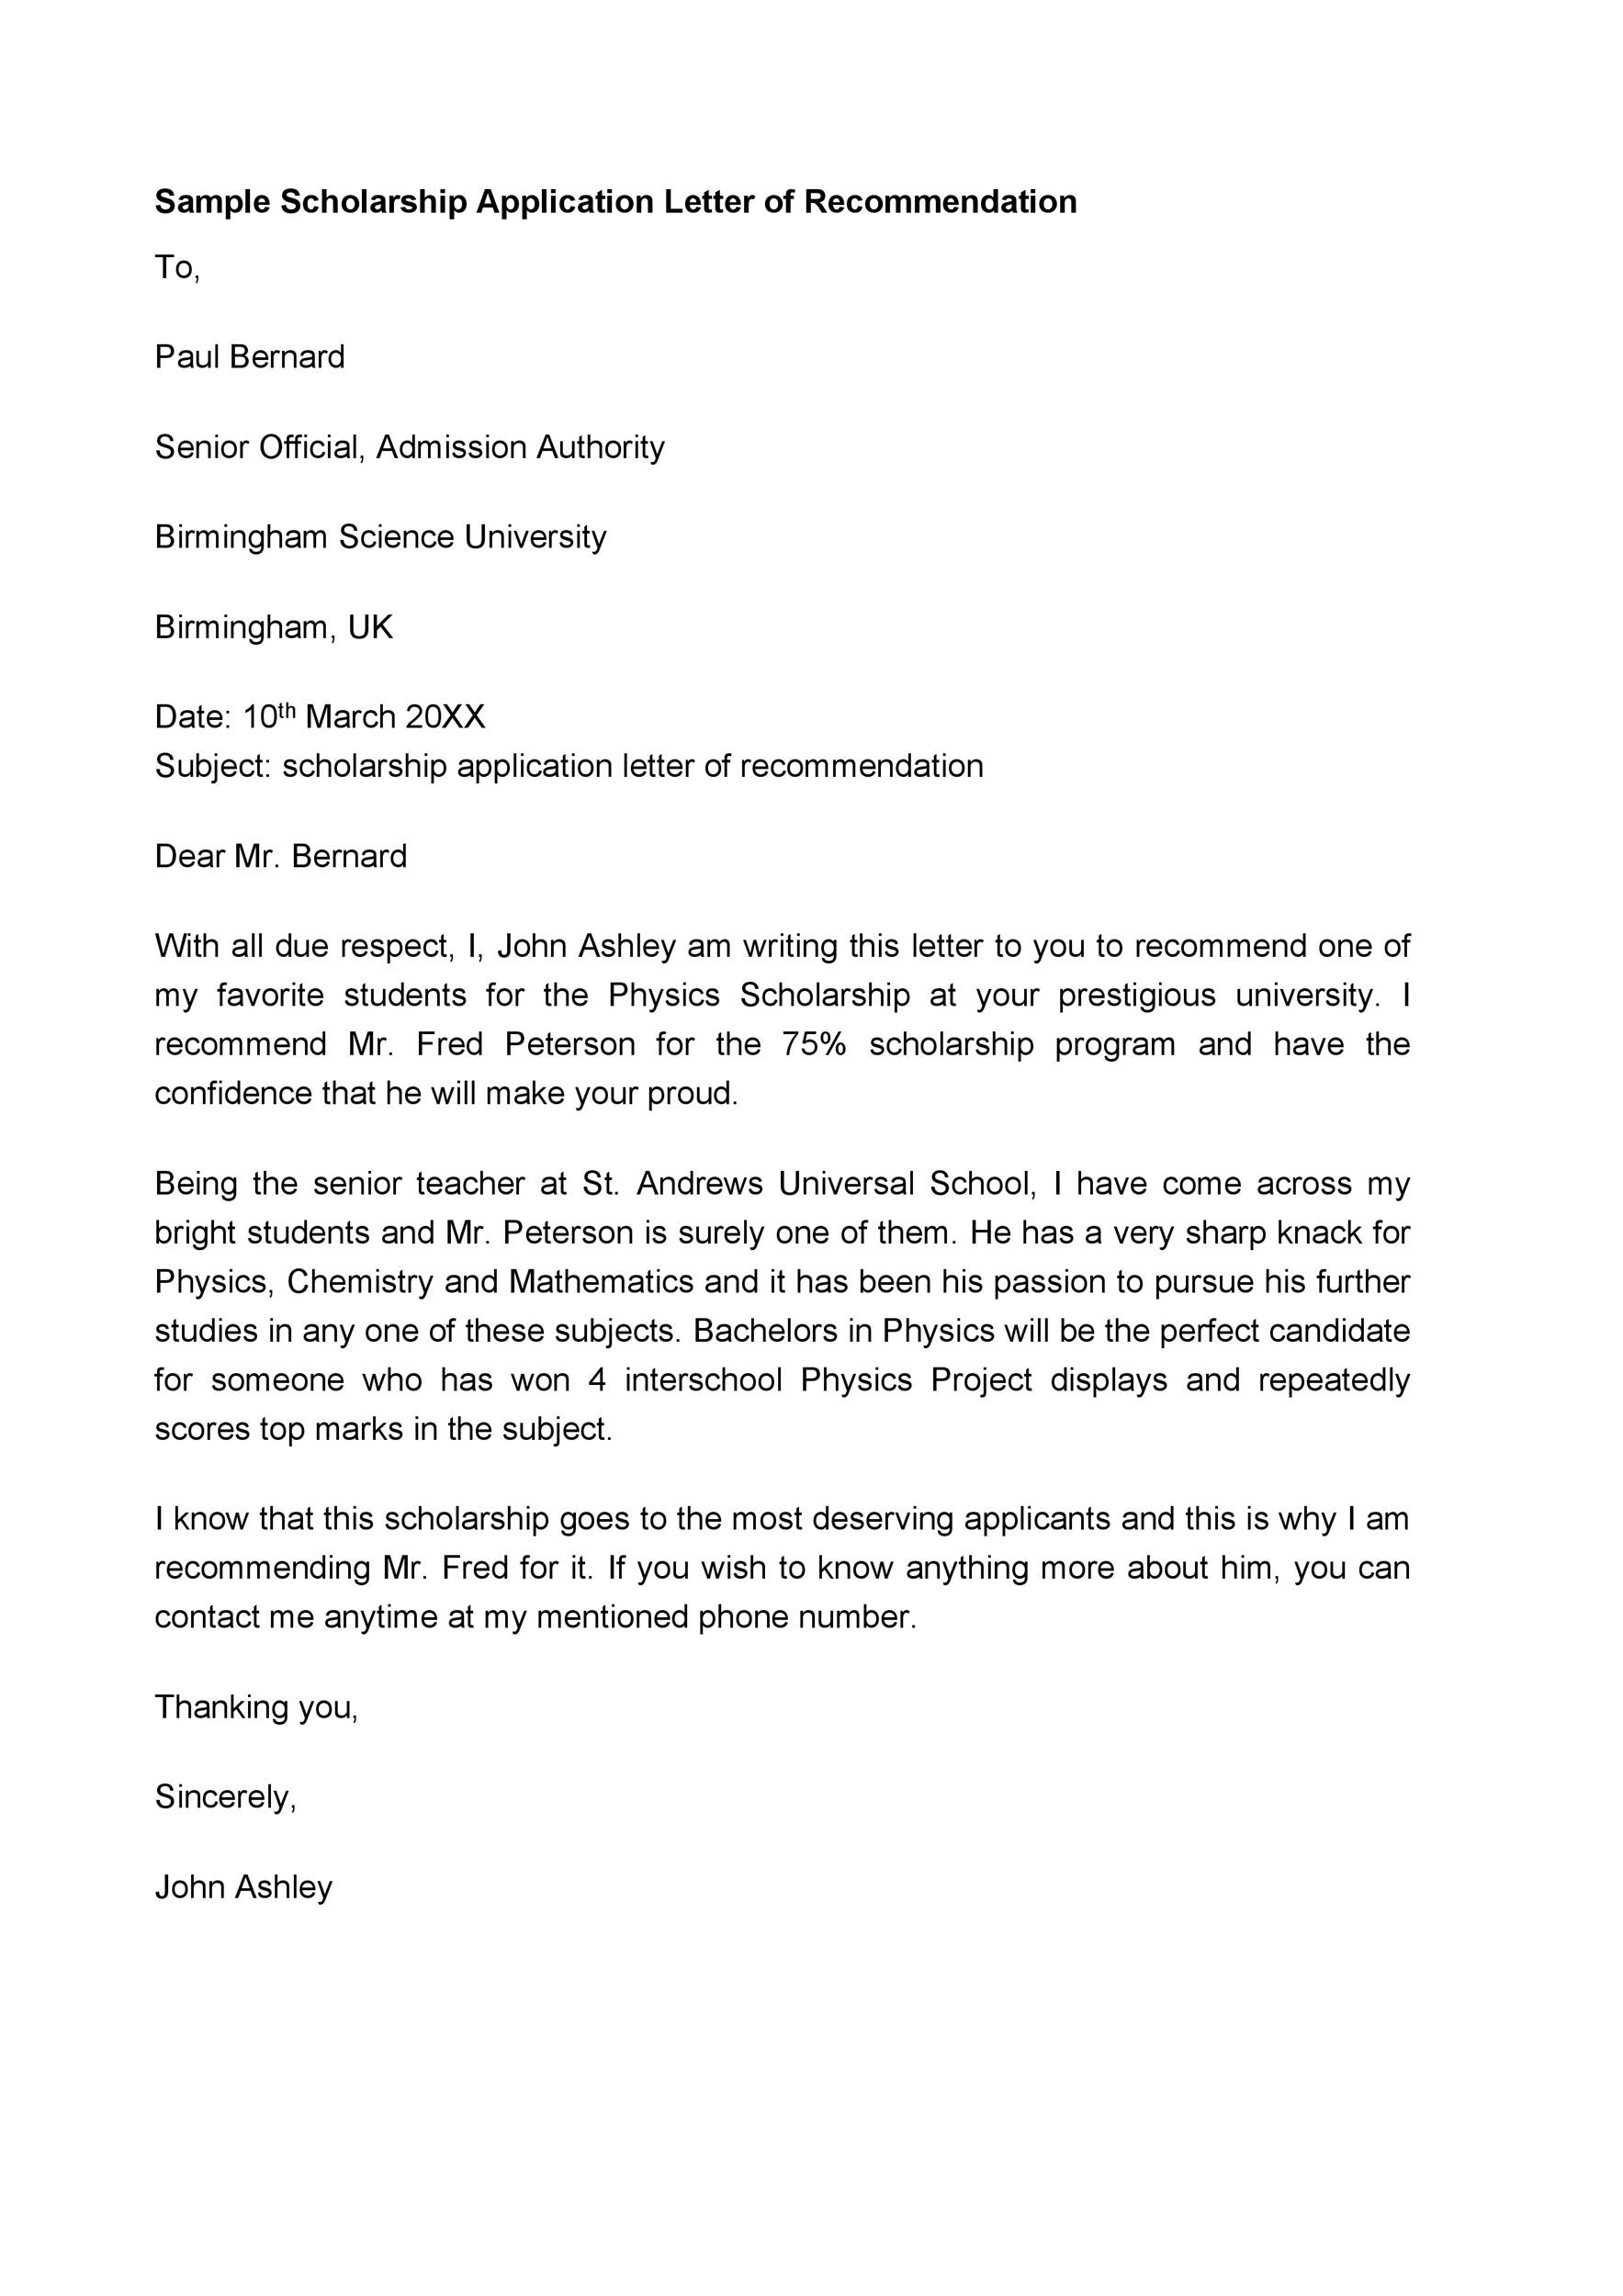 Sample Scholarship Application Letter of Recommendation
To,
Paul Bernard
Senior Official, Admission Authority
Birmingham Science University
Birmingham, UK
Date: 10th March 20XX
Subject: scholarship application letter of recommendation
Dear Mr. Bernard
With all due respect, I, John Ashley am writing this letter to you to recommend one of
my favorite students for the Physics Scholarship at your prestigious university. I
recommend Mr. Fred Peterson for the 75% scholarship program and have the
confidence that he will make your proud.
Being the senior teacher at St. Andrews Universal School, I have come across my
bright students and Mr. Peterson is surely one of them. He has a very sharp knack for
Physics, Chemistry and Mathematics and it has been his passion to pursue his further
studies in any one of these subjects. Bachelors in Physics will be the perfect candidate
for someone who has won 4 interschool Physics Project displays and repeatedly
scores top marks in the subject.
I know that this scholarship goes to the most deserving applicants and this is why I am
recommending Mr. Fred for it. If you wish to know anything more about him, you can
contact me anytime at my mentioned phone number.
Thanking you,
Sincerely,
John Ashley